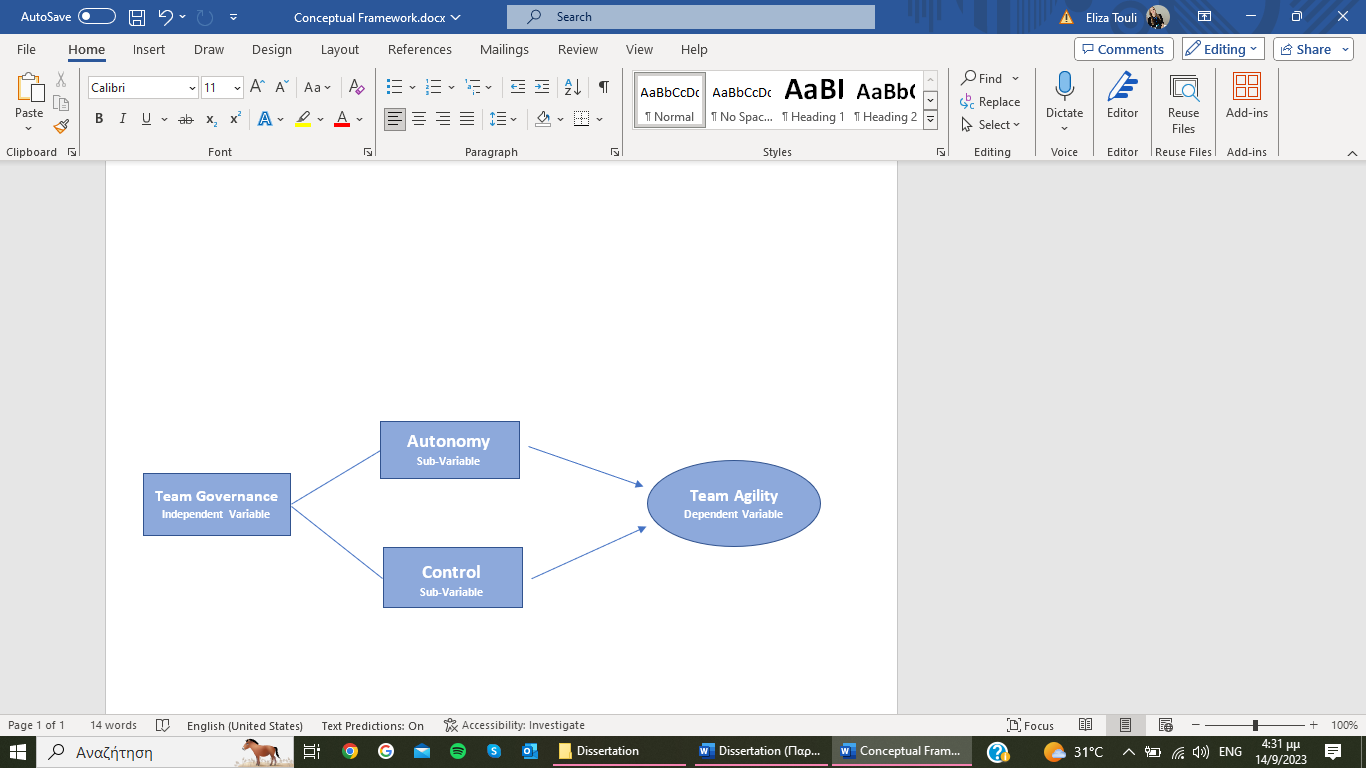 AutoSave
Conceptual Framework.docx
Search
Eliza Touli
File Home Insert Draw Design Layout References Mailings Review View Help
Comments
Editing
Share
Paste
Clipboard
Calibri
11
Aa
B I U ab x₂ x² A A
Font
Paragraph
AaBbCcDc
¶ Normal
AaBbCcDc
¶ No Spac...
AaBl
¶ Heading 1
AaBbC
¶ Heading 2
Styles
Find
Replace
Select
Editing
Dictate
Voice
Editor
Editor
Reuse
Files
Reuse Files
Add-ins
Add-ins
Autonomy
Sub-Variable
Team Governance
Independent Variable
Team Agility
Dependent Variable
Control
Sub-Variable
Page 1 of 1 14 words English (United States) Text Predictions: On Accessibility: Investigate Focus 100%
Αναζήτηση
Dissertation
Dissertation (Παρ...
Conceptual Fram...
31°C
ENG
4:31 μμ
14/9/2023